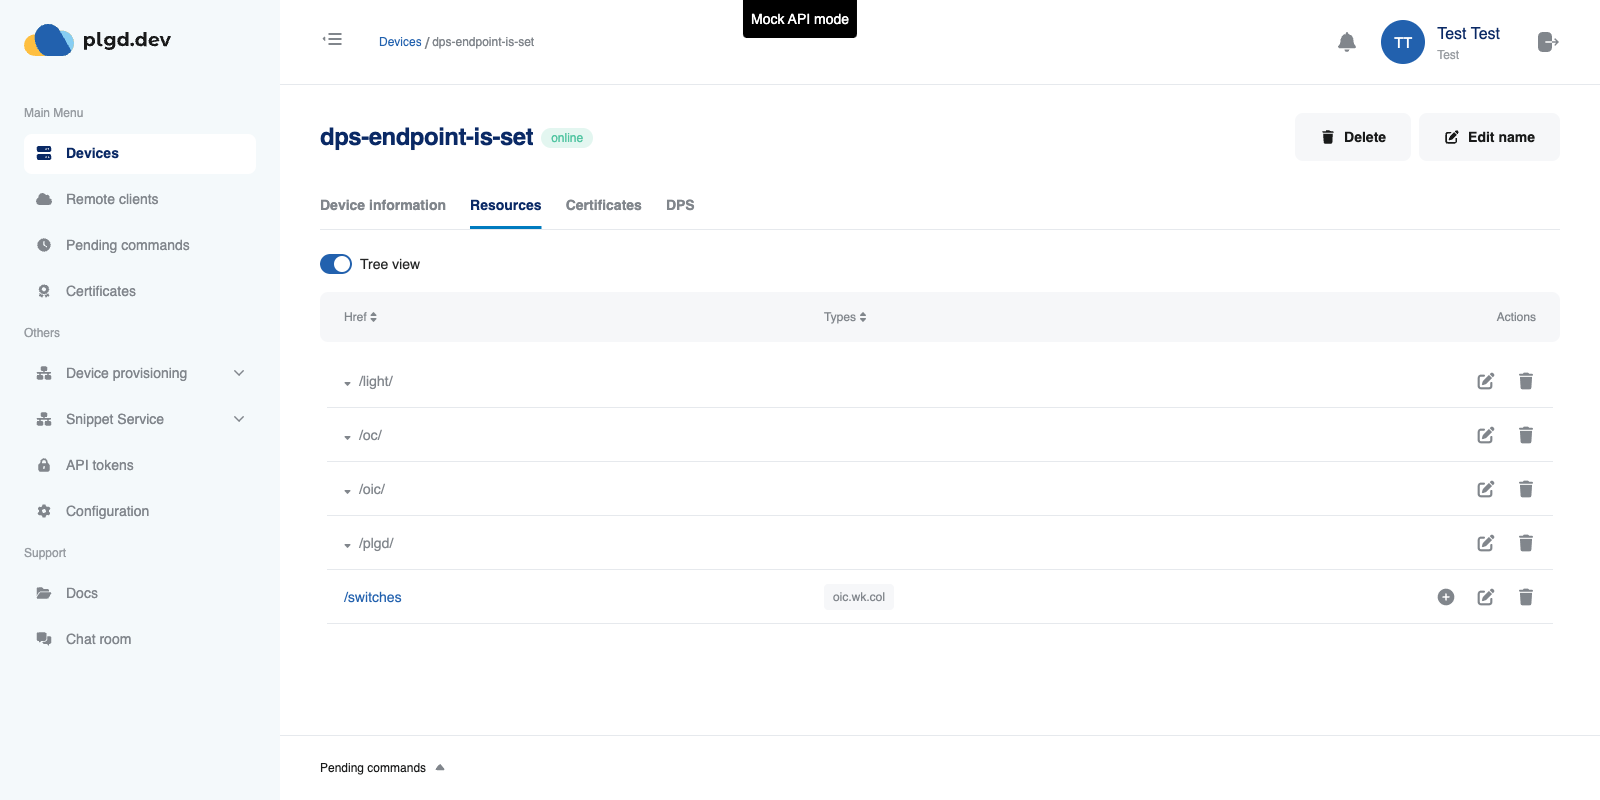 Mock API mode
plgd.dev
Devices / dps-endpoint-is-set
TT
Test Test
Test
Main Menu
Devices
Remote clients
Pending commands
Certificates
Others
Device provisioning
Snippet Service
API tokens
Configuration
Support
Docs
Chat room
dps-endpoint-is-set online
Delete
Edit name
Device information Resources Certificates DPS
Tree view
Href Types Actions
/light/
/oc/
/oic/
/plgd/
/switches oic.wk.col
Pending commands